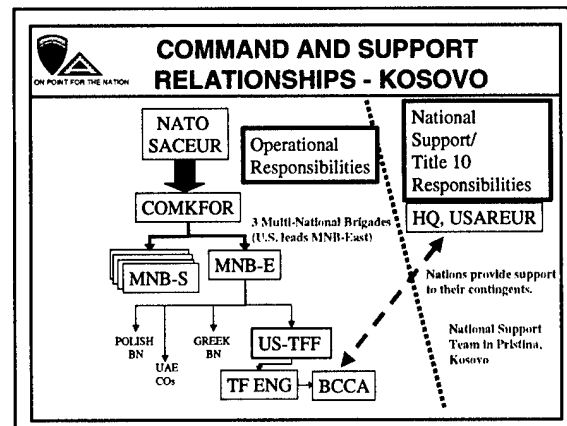 COMMAND AND SUPPORT
RELATIONSHIPS - KOSOVO
ON POINT FOR THE NATION
NATO
SACEUR
Operational
Responsibilities
National
Support/
Title 10
Responsibilities
COMKFOR
HQ, USAREUR
3 Multi-National Brigades
(U.S. leads MNB-East)
MNB-S
MNB-E
Nations provide support
to their contingents.
POLISH
BN
UAE
COs
GREEK
BN
US-TFF
National Support
Team in Pristina,
Kosovo
TF ENG
BCCA